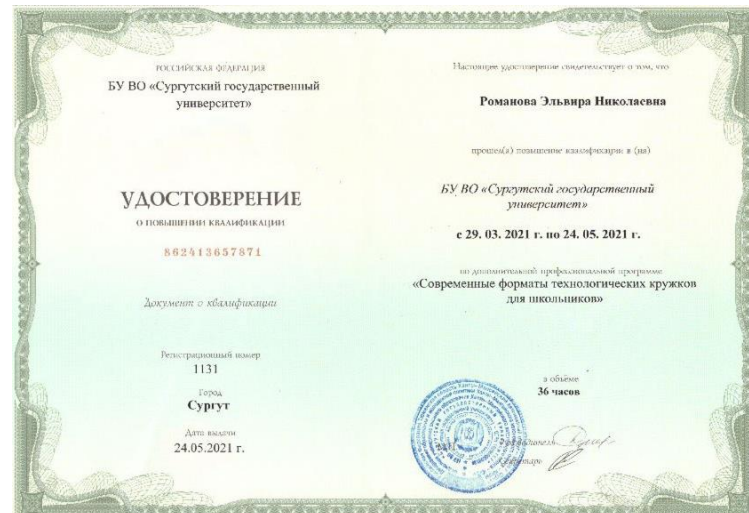 РОССИЙСКАЯ ФЕДЕРАЦИЯ
БУ ВО «Сургутский государственный
университет»
УДОСТОВЕРЕНИЕ
О ПОВЫШЕНИИ КВАЛИФИКАЦИИ
862413657871
Документ о квалификации
Регистрационный номер
1131
Город
Сургут
Дата выдачи
24.05.2021 г.
Настоящее удостоверение свидетельствует о том, что
Романова Эльвира Николаевна
прошел(а) повышение квалификации в (на)
БУ ВО «Сургутский государственный
университет»
с 29. 03. 2021 г. по 24. 05. 2021 г.
по дополнительной профессиональной программе
«Современные форматы технологических кружков
для школьников»
в объёме
36 часов
Руководитель
Секретарь